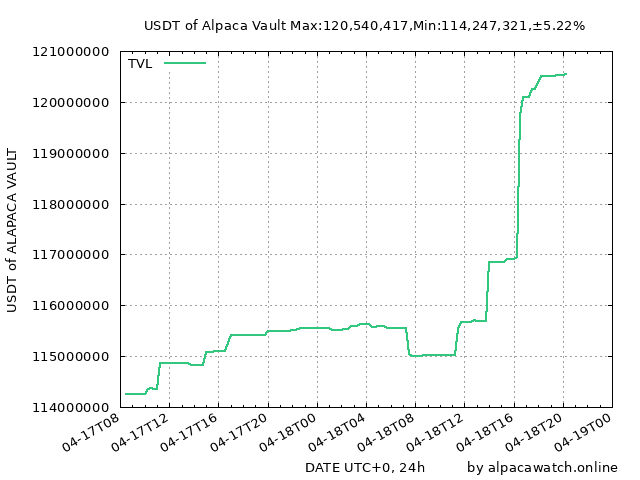 USDT of Alpaca Vault Max:120,540,417,Min:114,247,321,±5.22%
TVL
121000000
120000000
119000000
118000000
117000000
116000000
115000000
114000000
USDT of ALAPACA VAULT
04-17T08
04-17T12
04-17T16
04-17T20
04-18T00
04-18T04
04-18T08
04-18T12
04-18T16
04-18T20
04-19T00
DATE UTC+0, 24h
by alpacawatch.online